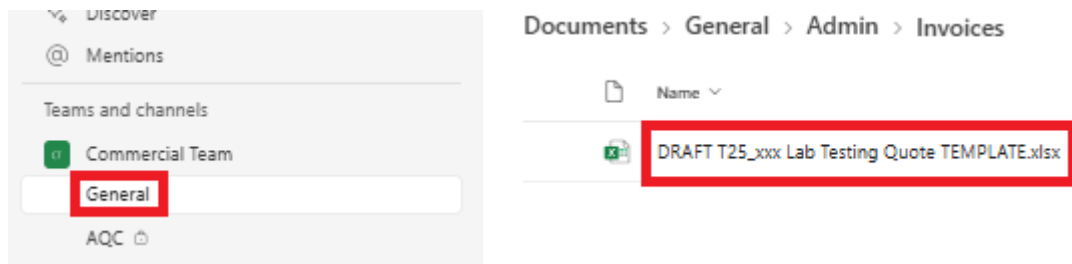 Discover
Mentions
Teams and channels
CT Commercial Team
General
AQC
Documents > General > Admin > Invoices
Name
DRAFT T25_xxx Lab Testing Quote TEMPLATE.xlsx